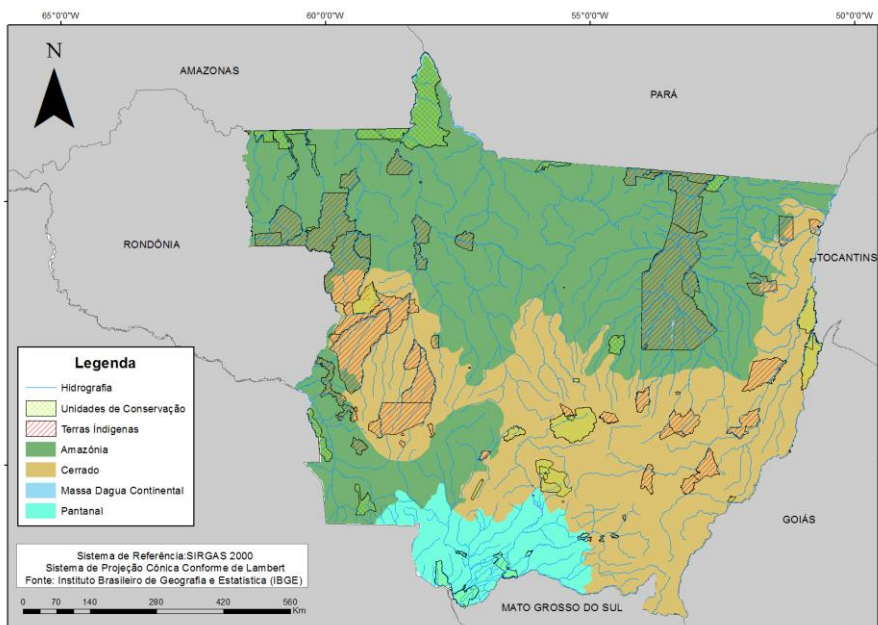 65°0'0"W
60°0'0"W
55°0'0"W
50°0'0"W
N
AMAZONAS
PARÁ
RONDÔNIA
TOCANTINS
GOIÁS
MATO GROSSO DO SUL
Legenda
Hidrografia
Unidades de Conservação
Terras Índigenas
Amazônia
Cerrado
Massa Dagua Continental
Pantanal
Sistema de Referência:SIRGAS 2000
Sistema de Projeção Cônica Conforme de Lambert
Fonte: Instituto Brasileiro de Geografia e Estatística (IBGE)
0 70 140 280 420 560
Km